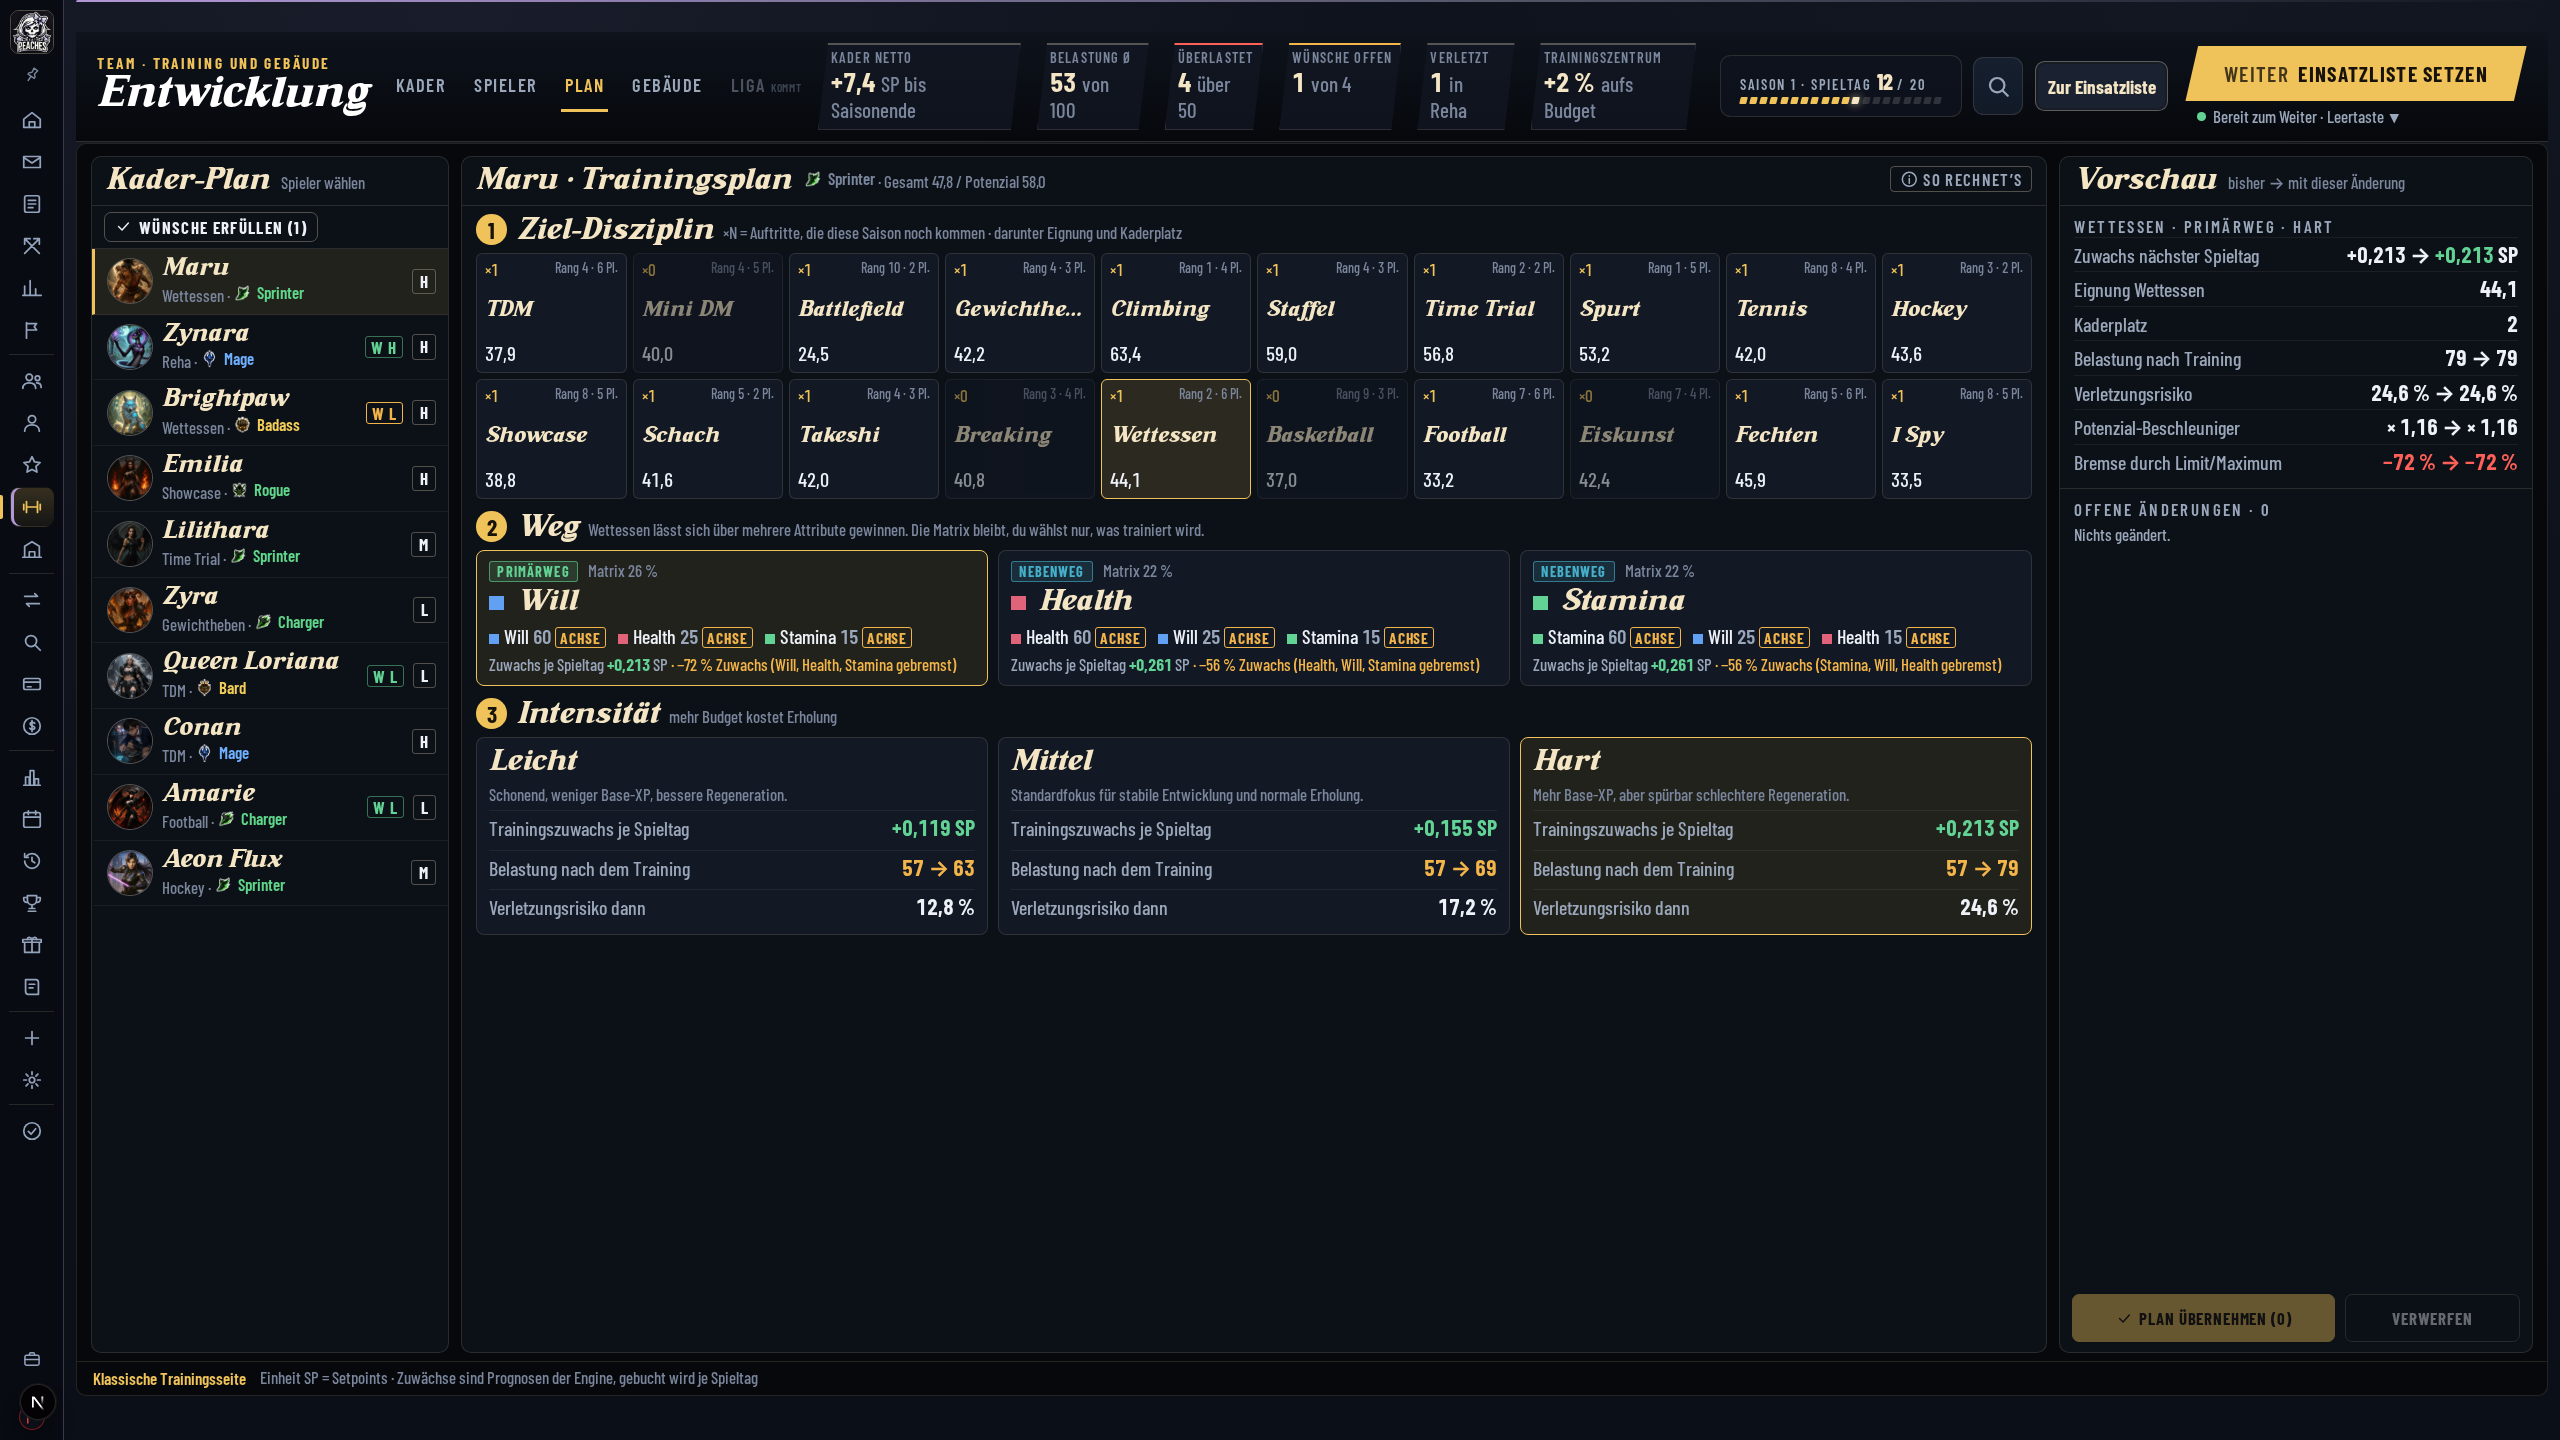 TEAM · TRAINING UND GEBÄUDE
Entwicklung
KADER SPIELER PLAN GEBÄUDE LIGA KOMMT
KADER NETTO
+7,4 SP bis
Saisonende
BELASTUNG Ø
53 von
100
ÜBERLASTET
4 über
50
WÜNSCHE OFFEN
1 von 4
VERLETZT
1 in
Reha
TRAININGSZENTRUM
+2 % aufs
Budget
SAISON 1 · SPIELTAG 12 / 20
Zur Einsatzliste
WEITER EINSATZLISTE SETZEN
Bereit zum Weiter · Leertaste ▼
Kader-Plan Spieler wählen
✓ WÜNSCHE ERFÜLLEN (1)
Maru
Wettessen · Sprinter
H
Zynara
Reha · Mage
W H H
Brightpaw
Wettessen · Badass
W L H
Emilia
Showcase · Rogue
H
Lilithara
Time Trial · Sprinter
M
Zyra
Gewichtheben · Charger
L
Queen Loriana
TDM · Bard
W L L
Conan
TDM · Mage
H
Amarie
Football · Charger
W L L
Aeon Flux
Hockey · Sprinter
M
Maru · Trainingsplan Sprinter · Gesamt 47,8 / Potenzial 58,0
SO RECHNET'S
1 Ziel-Disziplin ×N = Auftritte, die diese Saison noch kommen · darunter Eignung und Kaderplatz
×1 Rang 4 · 6 Pl.
TDM
37,9
×0 Rang 4 · 5 Pl.
Mini DM
40,0
×1 Rang 10 · 2 Pl.
Battlefield
24,5
×1 Rang 4 · 3 Pl.
Gewichthe...
42,2
×1 Rang 1 · 4 Pl.
Climbing
63,4
×1 Rang 4 · 3 Pl.
Staffel
59,0
×1 Rang 2 · 2 Pl.
Time Trial
56,8
×1 Rang 1 · 5 Pl.
Spurt
53,2
×1 Rang 8 · 4 Pl.
Tennis
42,0
×1 Rang 3 · 2 Pl.
Hockey
43,6
×1 Rang 8 · 5 Pl.
Showcase
38,8
×1 Rang 5 · 2 Pl.
Schach
41,6
×1 Rang 4 · 3 Pl.
Takeshi
42,0
×0 Rang 3 · 4 Pl.
Breaking
40,8
×1 Rang 2 · 6 Pl.
Wettessen
44,1
×0 Rang 9 · 3 Pl.
Basketball
37,0
×1 Rang 7 · 6 Pl.
Football
33,2
×0 Rang 7 · 4 Pl.
Eiskunst
42,4
×1 Rang 5 · 6 Pl.
Fechten
45,9
×1 Rang 8 · 5 Pl.
I Spy
33,5
2 Weg Wettessen lässt sich über mehrere Attribute gewinnen. Die Matrix bleibt, du wählst nur, was trainiert wird.
PRIMÄRWEG Matrix 26 %
Will
Will 60 ACHSE Health 25 ACHSE Stamina 15 ACHSE
Zuwachs je Spieltag +0,213 SP · −72 % Zuwachs (Will, Health, Stamina gebremst)
NEBENWEG Matrix 22 %
Health
Health 60 ACHSE Will 25 ACHSE Stamina 15 ACHSE
Zuwachs je Spieltag +0,261 SP · −56 % Zuwachs (Health, Will, Stamina gebremst)
NEBENWEG Matrix 22 %
Stamina
Stamina 60 ACHSE Will 25 ACHSE Health 15 ACHSE
Zuwachs je Spieltag +0,261 SP · −56 % Zuwachs (Stamina, Will, Health gebremst)
3 Intensität mehr Budget kostet Erholung
Leicht
Schonend, weniger Base-XP, bessere Regeneration.
Trainingszuwachs je Spieltag +0,119 SP
Belastung nach dem Training 57 → 63
Verletzungsrisiko dann 12,8 %
Mittel
Standardfokus für stabile Entwicklung und normale Erholung.
Trainingszuwachs je Spieltag +0,155 SP
Belastung nach dem Training 57 → 69
Verletzungsrisiko dann 17,2 %
Hart
Mehr Base-XP, aber spürbar schlechtere Regeneration.
Trainingszuwachs je Spieltag +0,213 SP
Belastung nach dem Training 57 → 79
Verletzungsrisiko dann 24,6 %
Vorschau bisher → mit dieser Änderung
WETTESSEN · PRIMÄRWEG · HART
Zuwachs nächster Spieltag +0,213 → +0,213 SP
Eignung Wettessen 44,1
Kaderplatz 2
Belastung nach Training 79 → 79
Verletzungsrisiko 24,6 % → 24,6 %
Potenzial-Beschleuniger × 1,16 → × 1,16
Bremse durch Limit/Maximum −72 % → −72 %
OFFENE ÄNDERUNGEN · 0
Nichts geändert.
✓ PLAN ÜBERNEHMEN (0)
VERWERFEN
Klassische Trainingsseite Einheit SP = Setpoints · Zuwächse sind Prognosen der Engine, gebucht wird je Spieltag
N